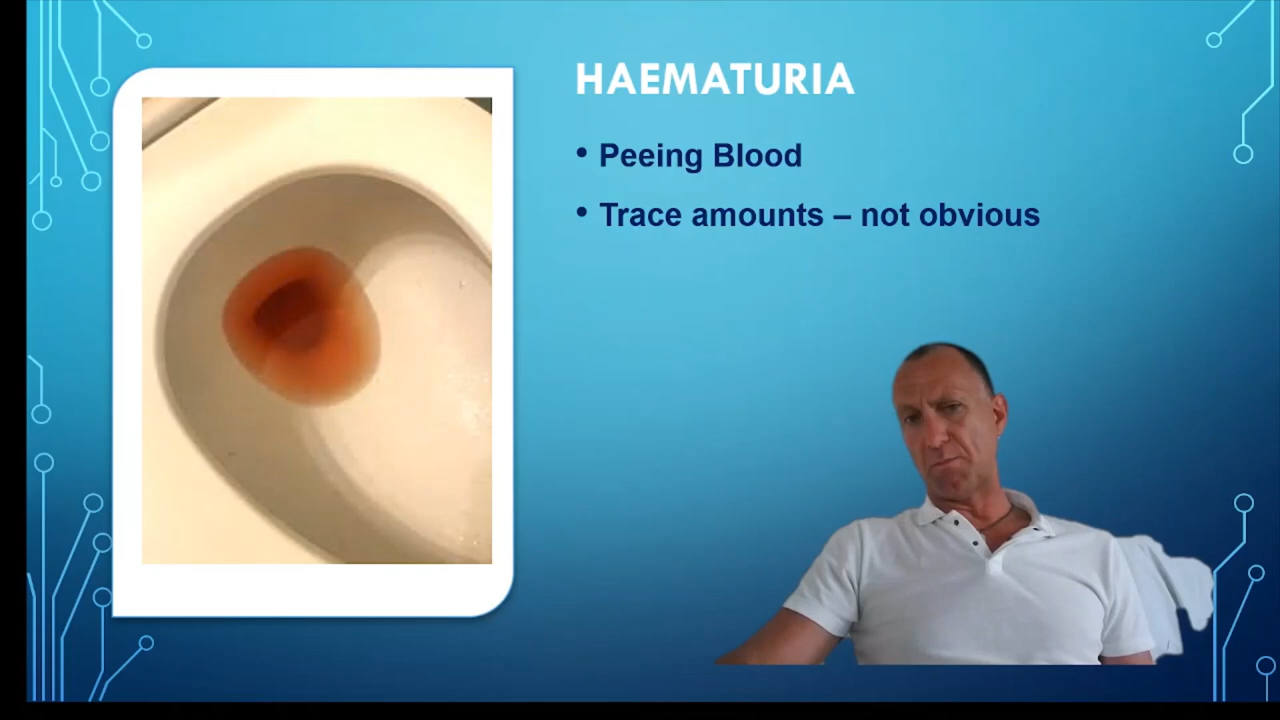 HAEMATURIA
• Peeing Blood
• Trace amounts – not obvious